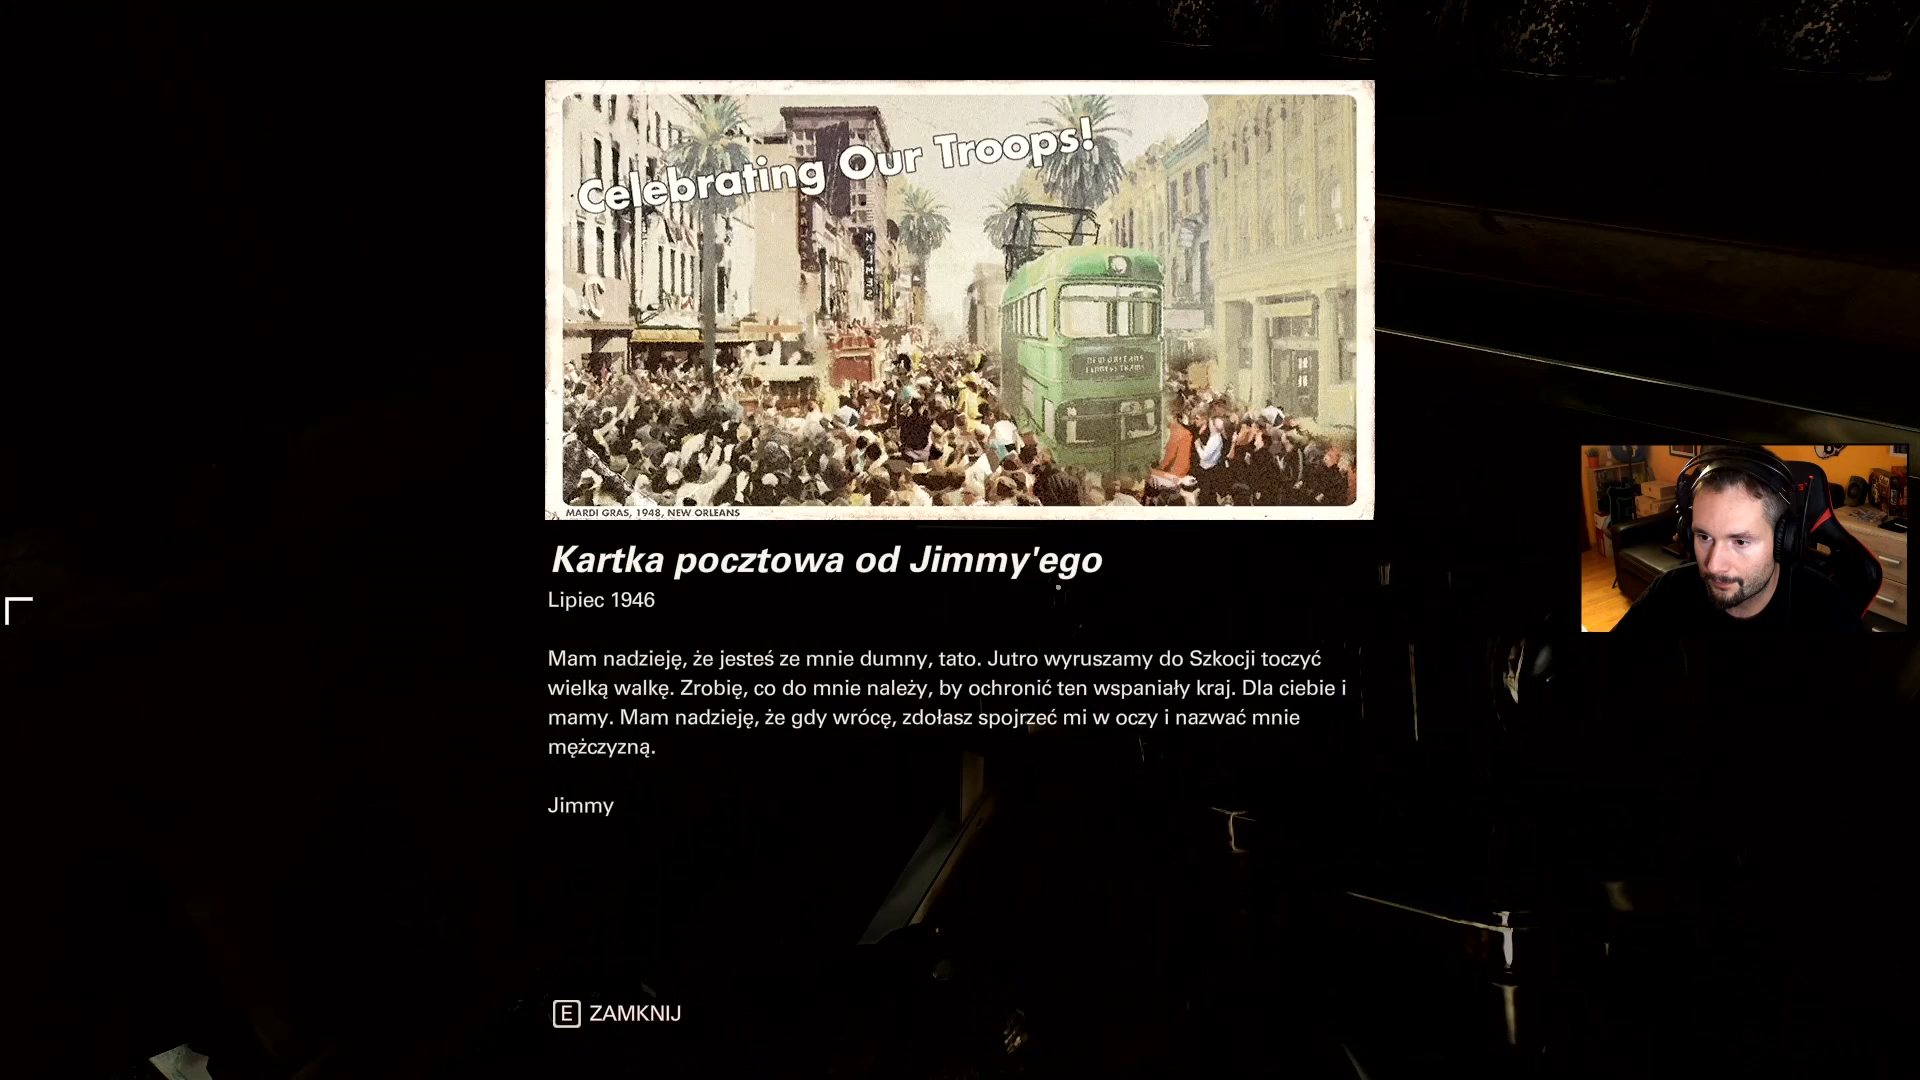 Celebrating Our Troops!
NEW ORLEANS
MARDI GRAS, 1948, NEW ORLEANS
Kartka pocztowa od Jimmy'ego
Lipiec 1946
Mam nadzieję, że jesteś ze mnie dumny, tato. Jutro wyruszamy do Szkocji toczyć
wielką walkę. Zrobię, co do mnie należy, by ochronić ten wspaniały kraj. Dla ciebie i
mamy. Mam nadzieję, że gdy wrócę, zdołasz spojrzeć mi w oczy i nazwać mnie
mężczyzną.
Jimmy
E ZAMKNIJ